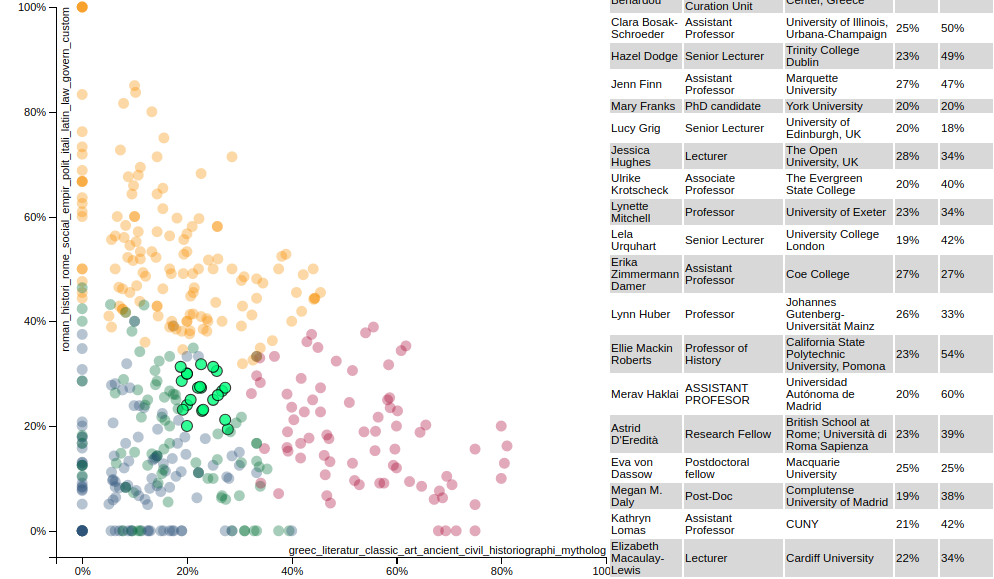 100%
80%
60%
40%
20%
0%
roman_histori_rome_social_empir_polit_itali_latin_law_govern_custom
greec_literatur_classic_art_ancient_civil_historiographi_mytholog
0%
20%
40%
60%
80%
100
Benardou
Curation Unit
Center, Greece
Clara Bosak-
Schroeder
Assistant
Professor
University of Illinois,
Urbana-Champaign
25%
50%
Hazel Dodge
Senior Lecturer
Trinity College
Dublin
23%
49%
Jenn Finn
Assistant
Professor
Marquette
University
27%
47%
Mary Franks
PhD candidate
York University
20%
20%
Lucy Grig
Senior Lecturer
University of
Edinburgh, UK
20%
18%
Jessica
Hughes
Lecturer
The Open
University, UK
28%
34%
Ulrike
Krotscheck
Associate
Professor
The Evergreen
State College
20%
40%
Lynette
Mitchell
Professor
University of Exeter
23%
34%
Lela
Urquhart
Senior Lecturer
University College
London
19%
42%
Erika
Zimmermann
Damer
Assistant
Professor
Coe College
27%
27%
Lynn Huber
Professor
Johannes
Gutenberg-
Universität Mainz
26%
33%
Ellie Mackin
Roberts
Professor of
History
California State
Polytechnic
University, Pomona
23%
54%
Merav Haklai
ASSISTANT
PROFESOR
Universidad
Autónoma de
Madrid
20%
60%
Astrid
D'Eredità
Research Fellow
British School at
Rome; Università di
Roma Sapienza
23%
39%
Eva von
Dassow
Postdoctoral
fellow
Macquarie
University
25%
25%
Megan M.
Daly
Post-Doc
Complutense
University of Madrid
19%
38%
Kathryn
Lomas
Assistant
Professor
CUNY
21%
42%
Elizabeth
Macaulay-
Lewis
Lecturer
Cardiff University
22%
34%